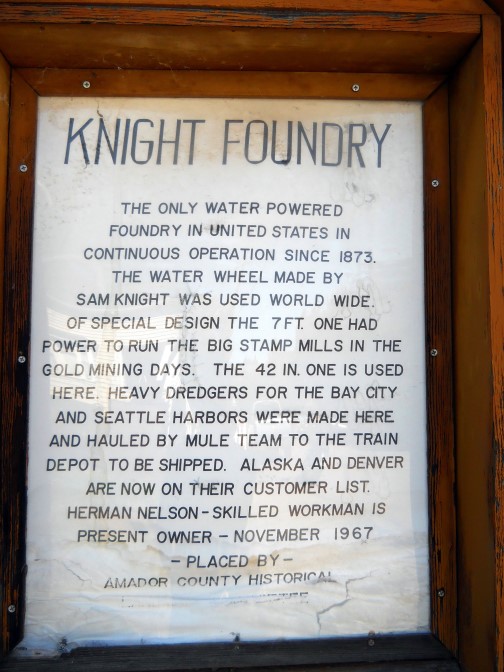 KNIGHT FOUNDRY
THE ONLY WATER POWERED
FOUNDRY IN UNITED STATES IN
CONTINUOUS OPERATION SINCE 1873.
THE WATER WHEEL MADE BY
SAM KNIGHT WAS USED WORLD WIDE.
OF SPECIAL DESIGN THE 7 FT. ONE HAD
POWER TO RUN THE BIG STAMP MILLS IN THE
GOLD MINING DAYS. THE 42 IN. ONE IS USED
HERE. HEAVY DREDGERS FOR THE BAY CITY
AND SEATTLE HARBORS WERE MADE HERE
AND HAULED BY MULE TEAM TO THE TRAIN
DEPOT TO BE SHIPPED. ALASKA AND DENVER
ARE NOW ON THEIR CUSTOMER LIST.
HERMAN NELSON - SKILLED WORKMAN IS
PRESENT OWNER - NOVEMBER 1967
- PLACED BY -
AMADOR COUNTY HISTORICAL